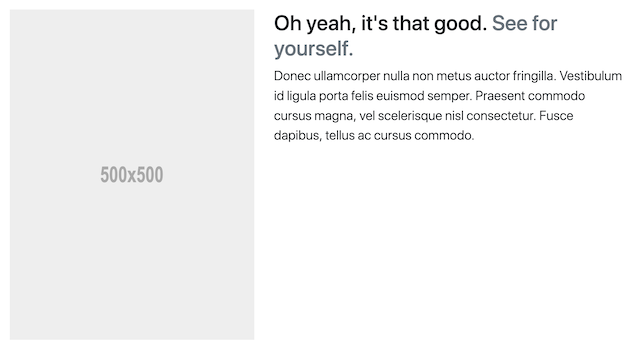 Oh yeah, it's that good. See for
yourself.
Donec ullamcorper nulla non metus auctor fringilla. Vestibulum
id ligula porta felis euismod semper. Praesent commodo
cursus magna, vel scelerisque nisl consectetur. Fusce
dapibus, tellus ac cursus commodo.
500x500